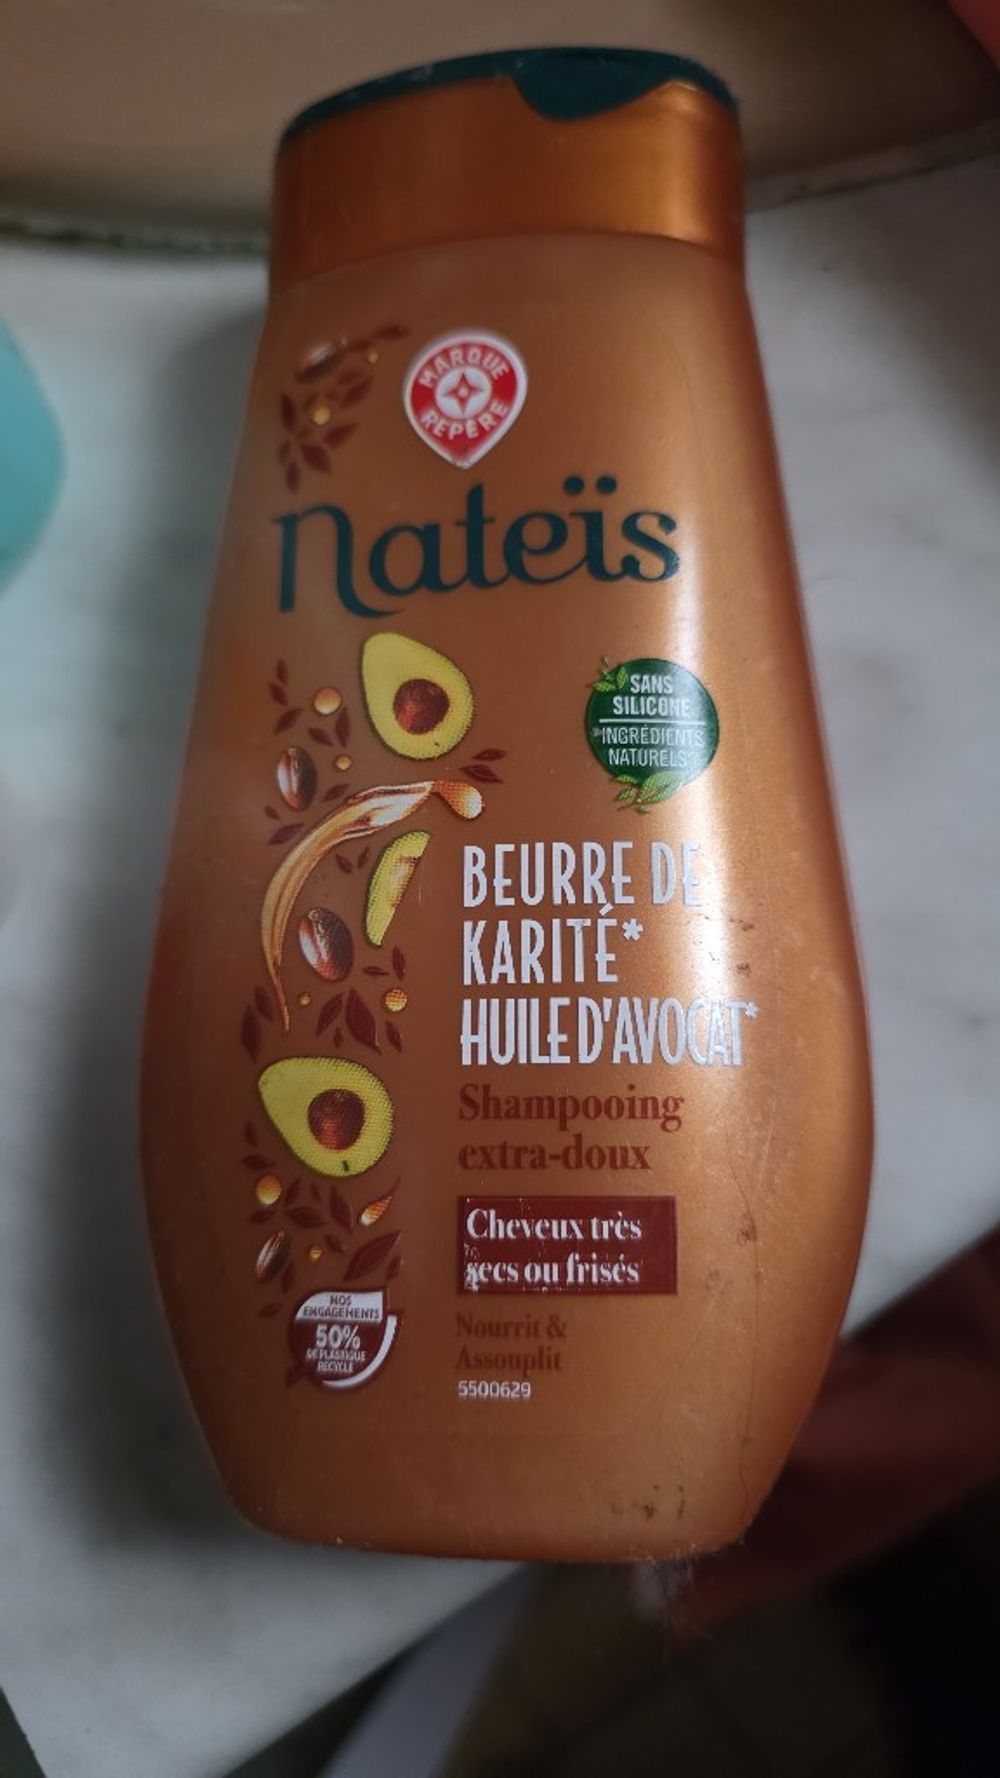 MARQUE
REPÈRE
Nateïs
SANS
SILICONE
*INGRÉDIENTS
NATURELS
BEURRE DE
KARITÉ*
HUILE D'AVOCAT*
Shampooing
extra-doux
Cheveux très
secs ou frisés
NOS
ENGAGEMENTS
50%
DE PLASTIQUE
RECYCLÉ
Nourrit &
Assouplit
5500629